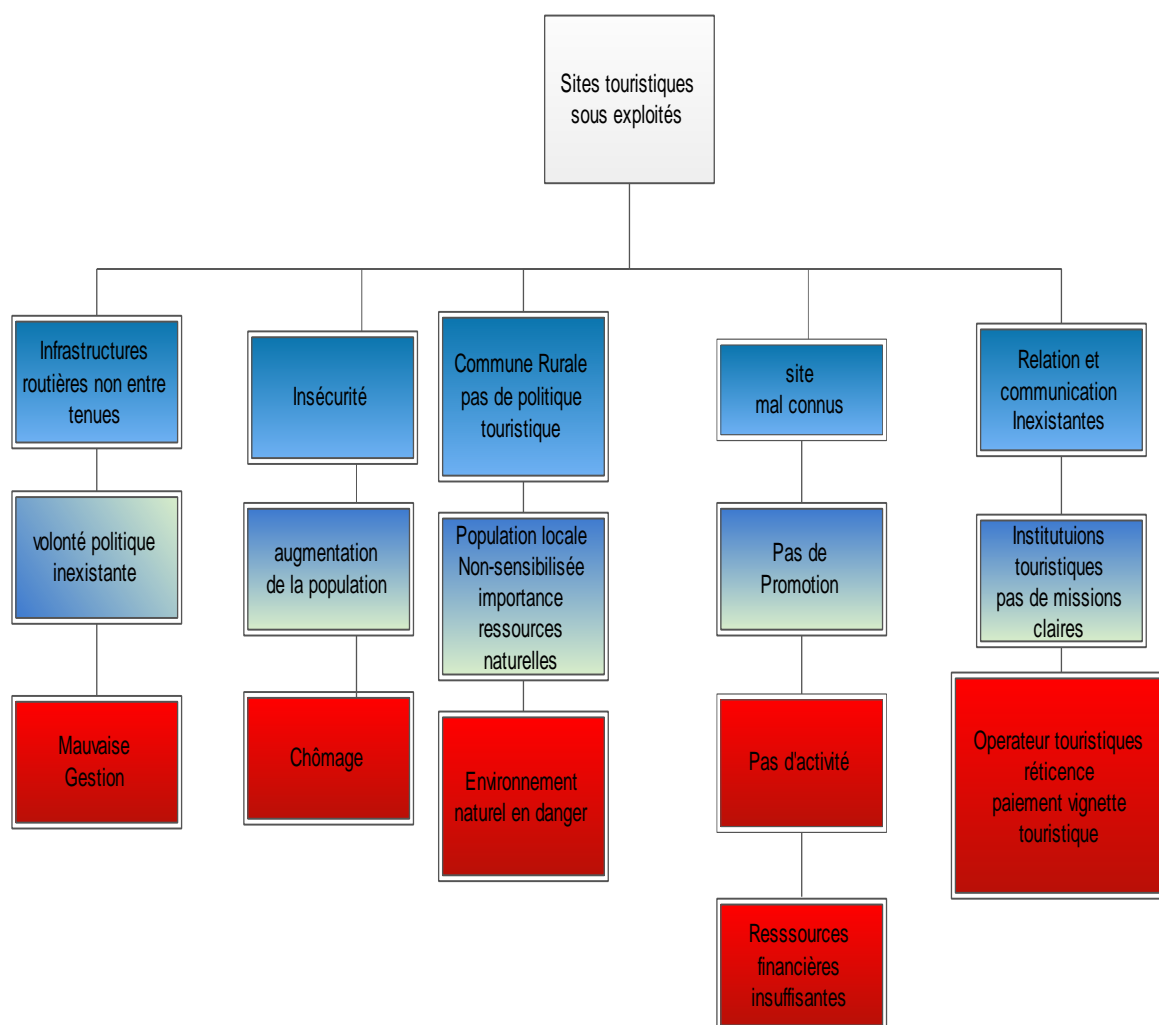 Sites touristiques
sous exploités
Infrastructures
routières non entre
tenues
Insécurité
Commune Rurale
pas de politique
touristique
site
mal connus
Relation et
communication
Inexistantes
volonté politique
inexistante
augmentation
de la population
Population locale
Non-sensibilisée
importance
ressources
naturelles
Pas de
Promotion
Institutuions
touristiques
pas de missions
claires
Mauvaise
Gestion
Chômage
Environnement
naturel en danger
Pas d'activité
Operateur touristiques
réticence
paiement vignette
touristique
Resssources
financières
insuffisantes